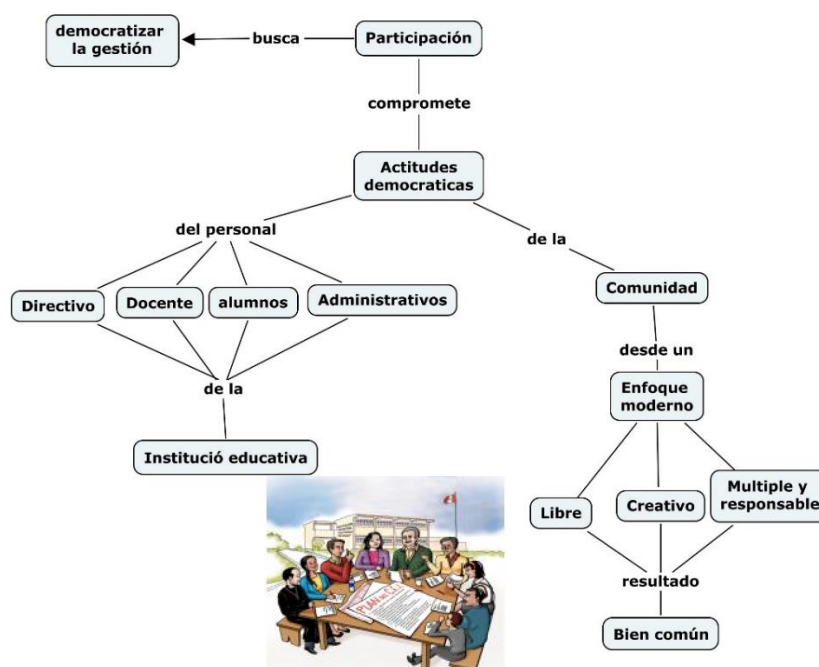 democratizar
la gestión
busca
Participación
compromete
Actitudes
democraticas
del personal
de la
Directivo
Docente
alumnos
Administrativos
Comunidad
de la
desde un
Institució educativa
Enfoque
moderno
Libre
Creativo
Multiple y
responsable
resultado
Bien común